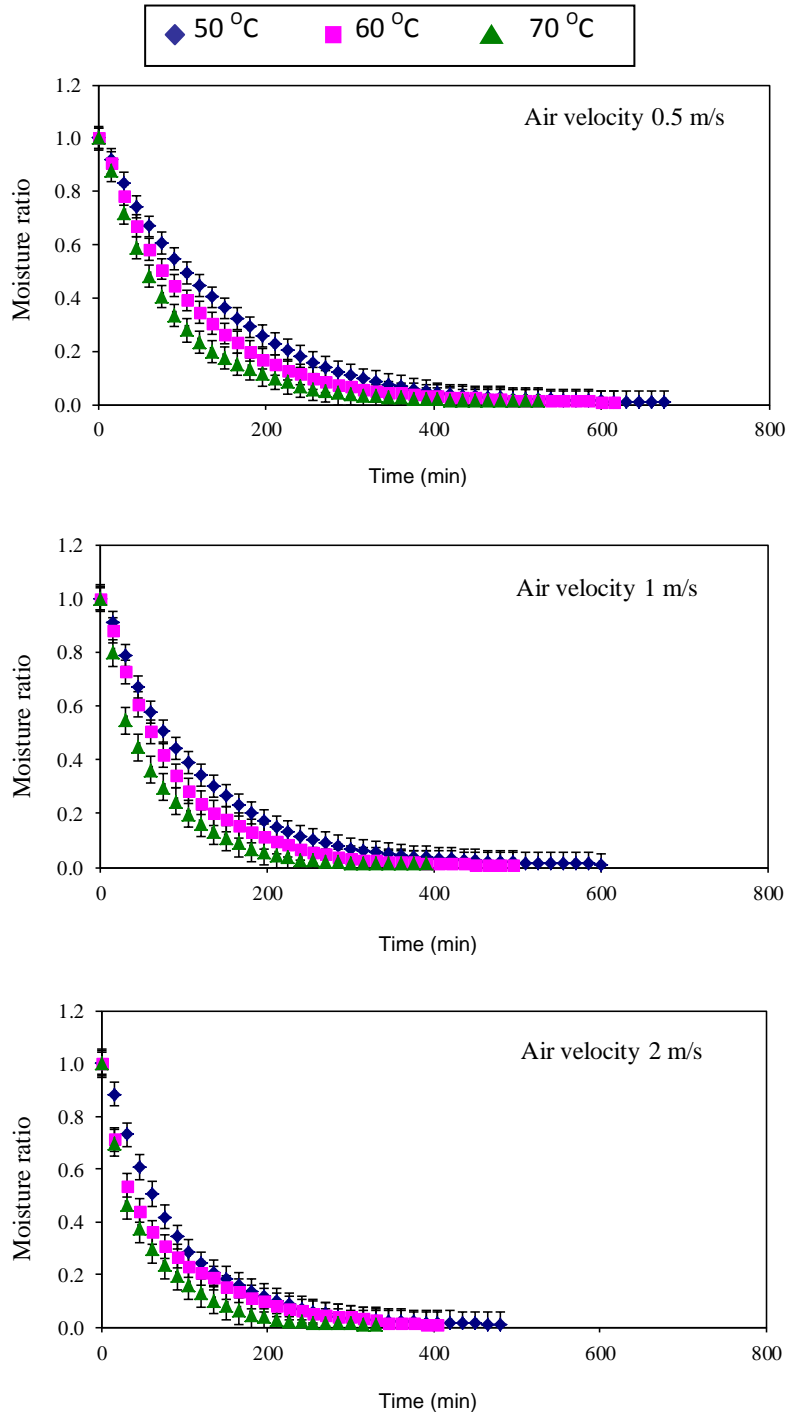 50 °C 60 °C 70 °C
1.2
Air velocity 0.5 m/s
1.0
0.8
0.6
0.4
0.2
0.0
Moisture ratio
0 200 400 600 800
Time (min)
1.2
Air velocity 1 m/s
1.0
0.8
0.6
0.4
0.2
0.0
Moisture ratio
0 200 400 600 800
Time (min)
1.2
Air velocity 2 m/s
1.0
0.8
0.6
0.4
0.2
0.0
Moisture ratio
0 200 400 600 800
Time (min)